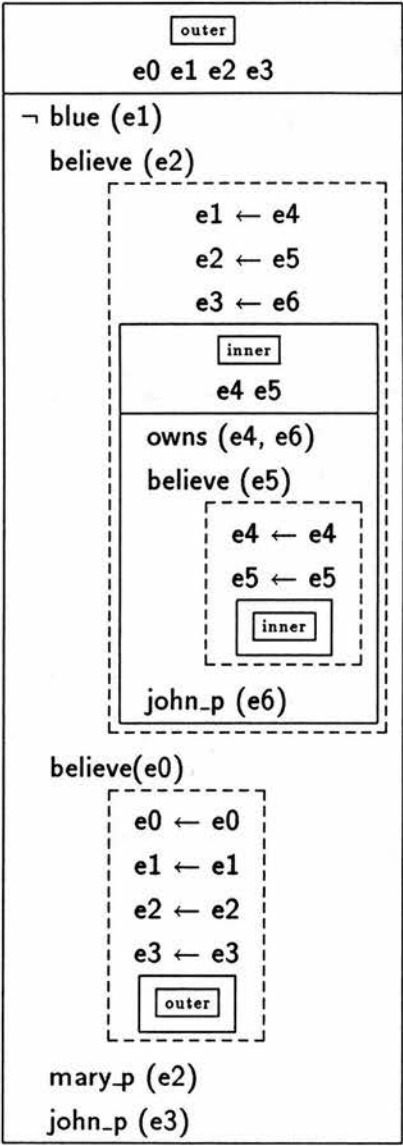 outer
e0 e1 e2 e3
¬ blue (e1)
believe (e2)
e1 ← e4
e2 ← e5
e3 ← e6
inner
e4 e5
owns (e4, e6)
believe (e5)
e4 ← e4
e5 ← e5
inner
john_p (e6)
believe(e0)
e0 ← e0
e1 ← e1
e2 ← e2
e3 ← e3
outer
mary_p (e2)
john_p (e3)